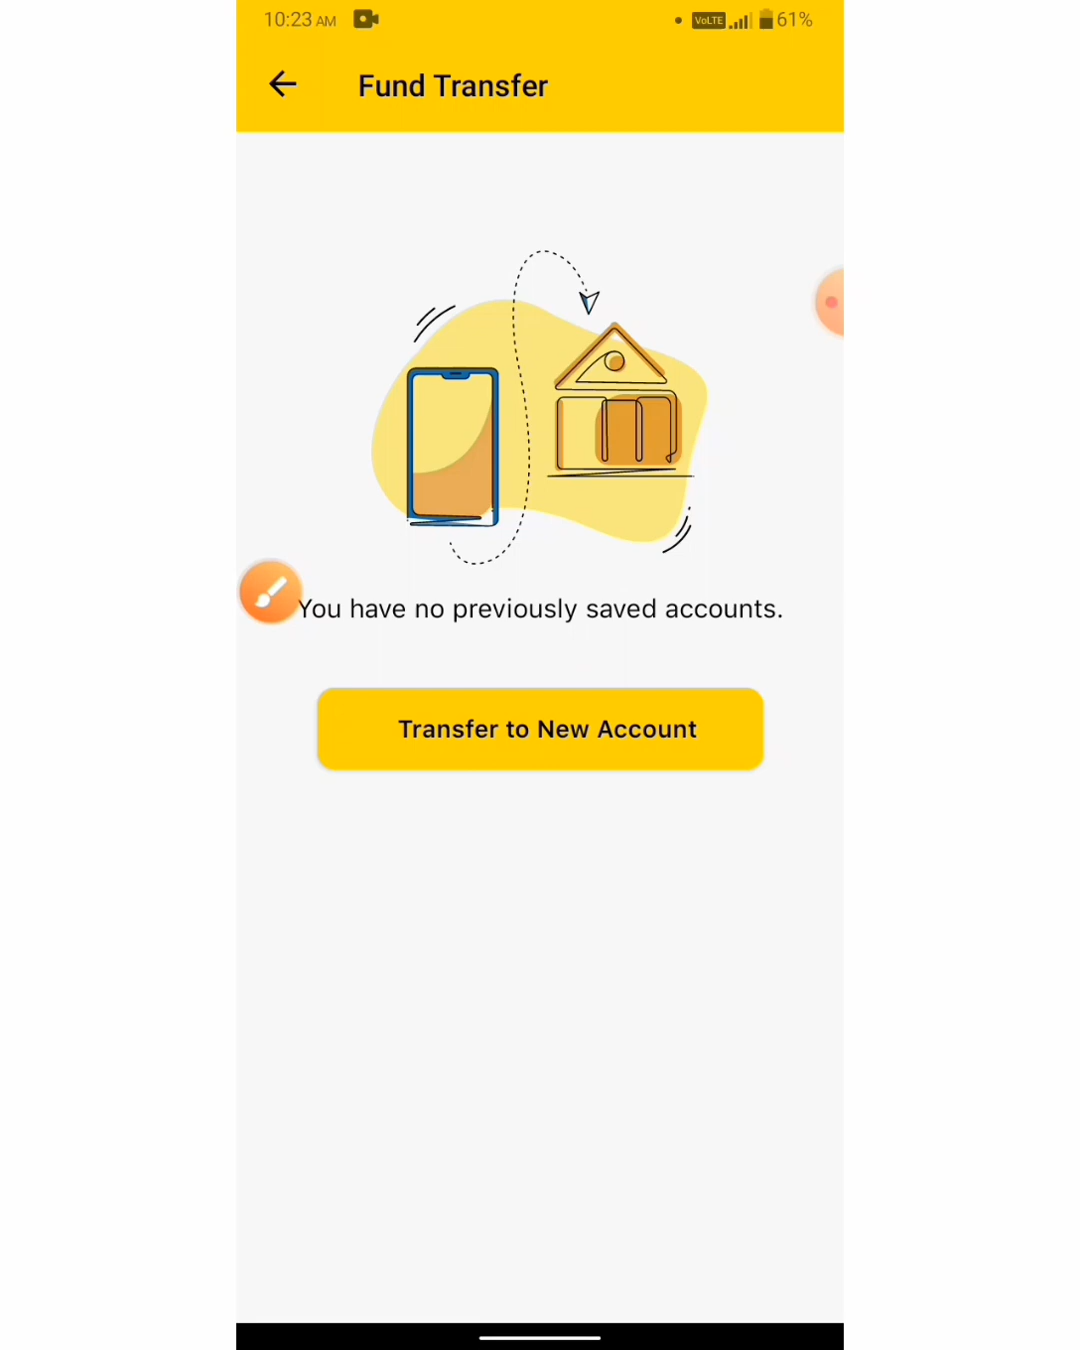 10:23 AM VoLTE 61%
Fund Transfer
You have no previously saved accounts.
Transfer to New Account